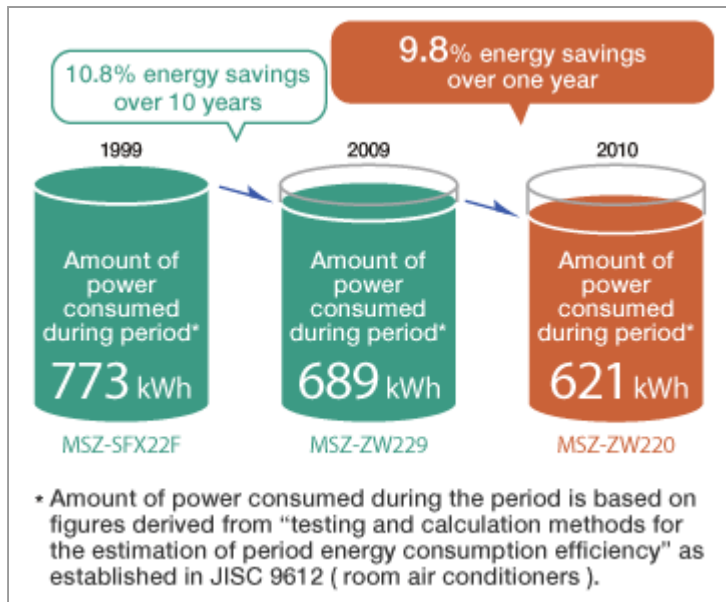 10.8% energy savings
over 10 years
9.8% energy savings
over one year
1999
2009
2010
Amount of
power
consumed
during period*
773 kWh
Amount of
power
consumed
during period*
689 kWh
Amount of
power
consumed
during period*
621 kWh
MSZ-SFX22F
MSZ-ZW229
MSZ-ZW220
* Amount of power consumed during the period is based on
figures derived from “testing and calculation methods for
the estimation of period energy consumption efficiency” as
established in JISC 9612 ( room air conditioners ).